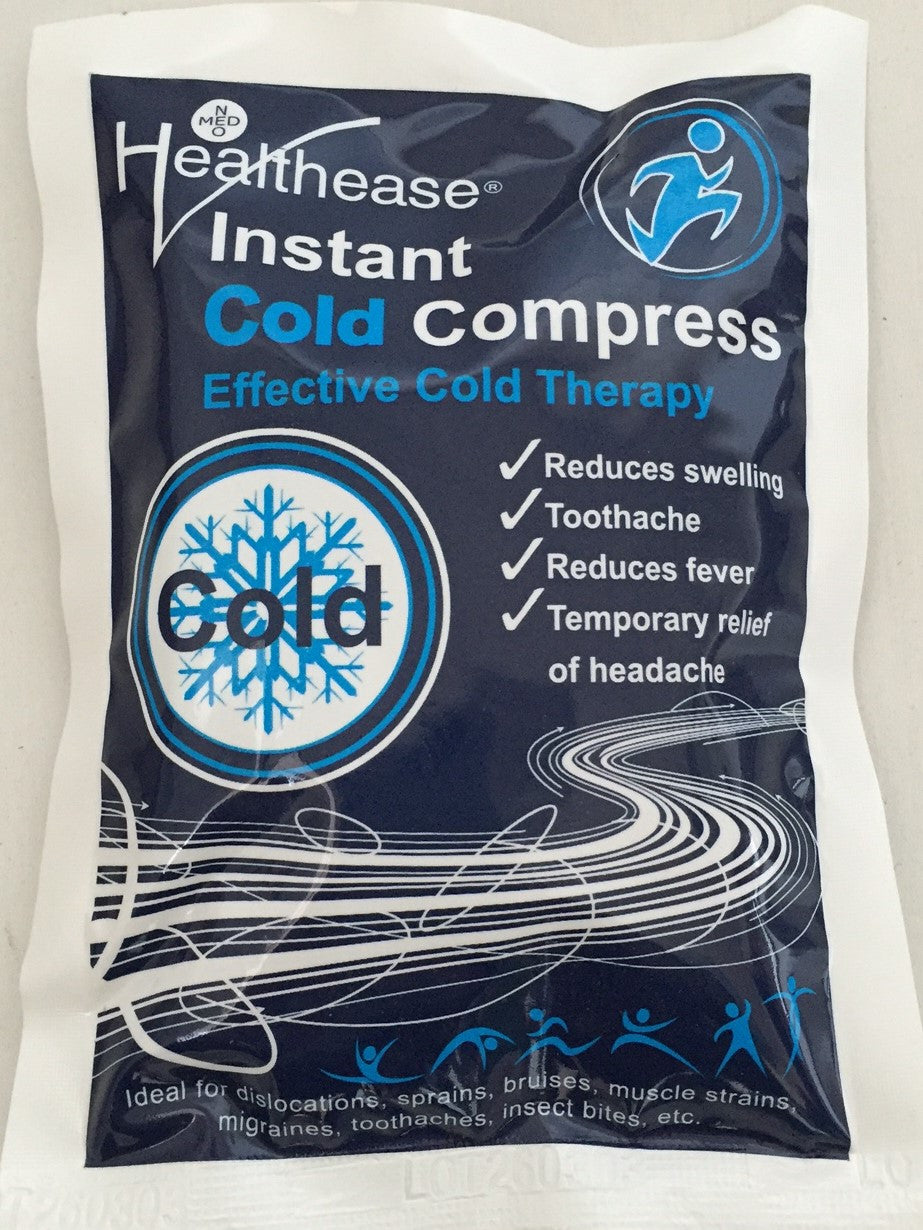 NEO
MED
Healthease®
Instant
Cold Compress
Effective Cold Therapy
✓ Reduces swelling
✓ Toothache
✓ Reduces fever
✓ Temporary relief
of headache
Cold
Ideal for dislocations, sprains, bruises, muscle strains,
migraines, toothaches, insect bites, etc.